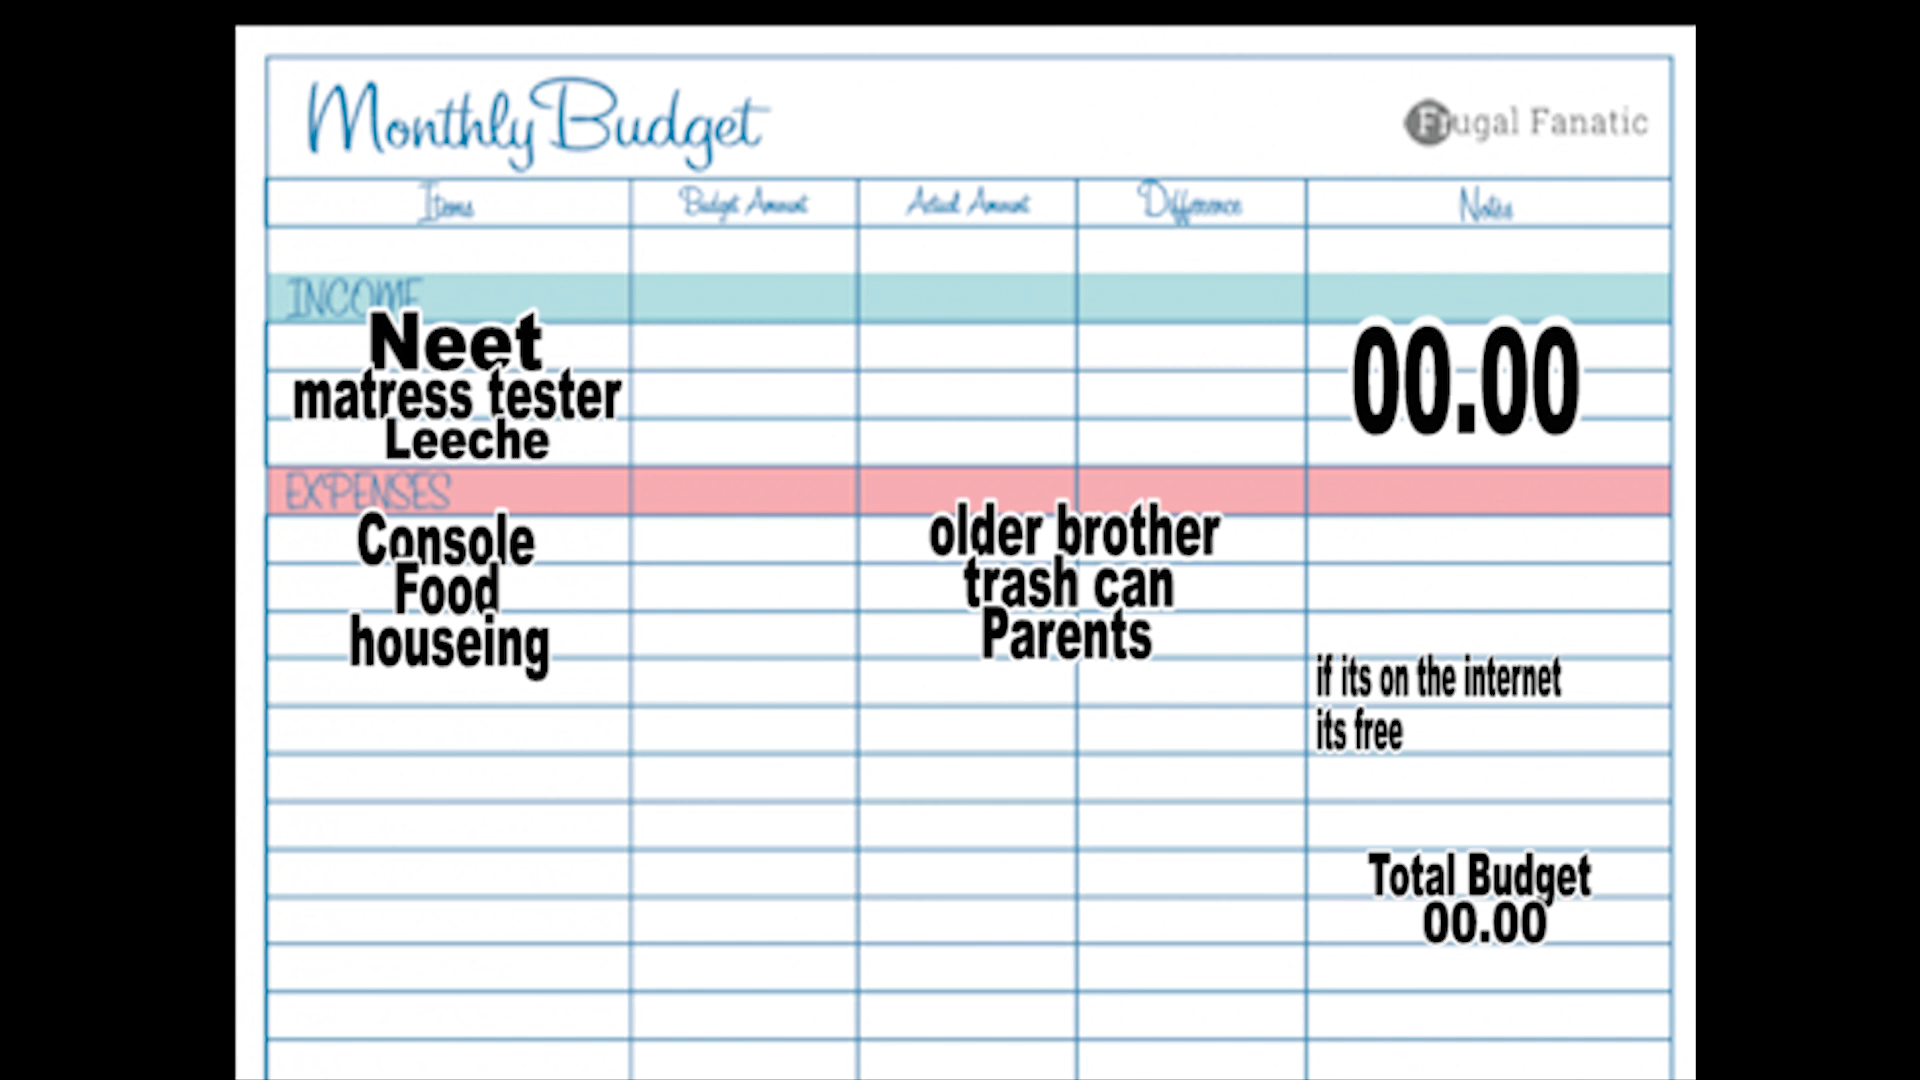 Monthly Budget
Frugal Fanatic
Items Budget Amount Actual Amount Difference Notes
INCOME
Neet
matress tester
Leeche
00.00
EXPENSES
Console older brother
Food trash can
houseing Parents
if its on the internet
its free
Total Budget
00.00